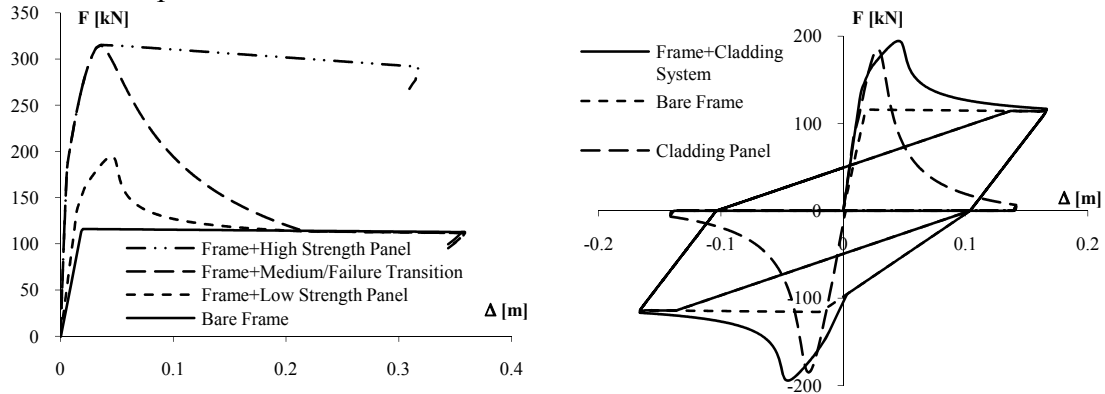 F [kN]
350
300
250
200
150
100
50
0
Frame+High Strength Panel
Frame+Medium/Failure Transition
Frame+Low Strength Panel
Bare Frame
Δ [m]
0
0.1
0.2
0.3
0.4
F [kN]
200
100
0
-100
-200
Frame+Cladding
System
Bare Frame
Cladding Panel
Δ [m]
-0.2
-0.1
0
0.1
0.2